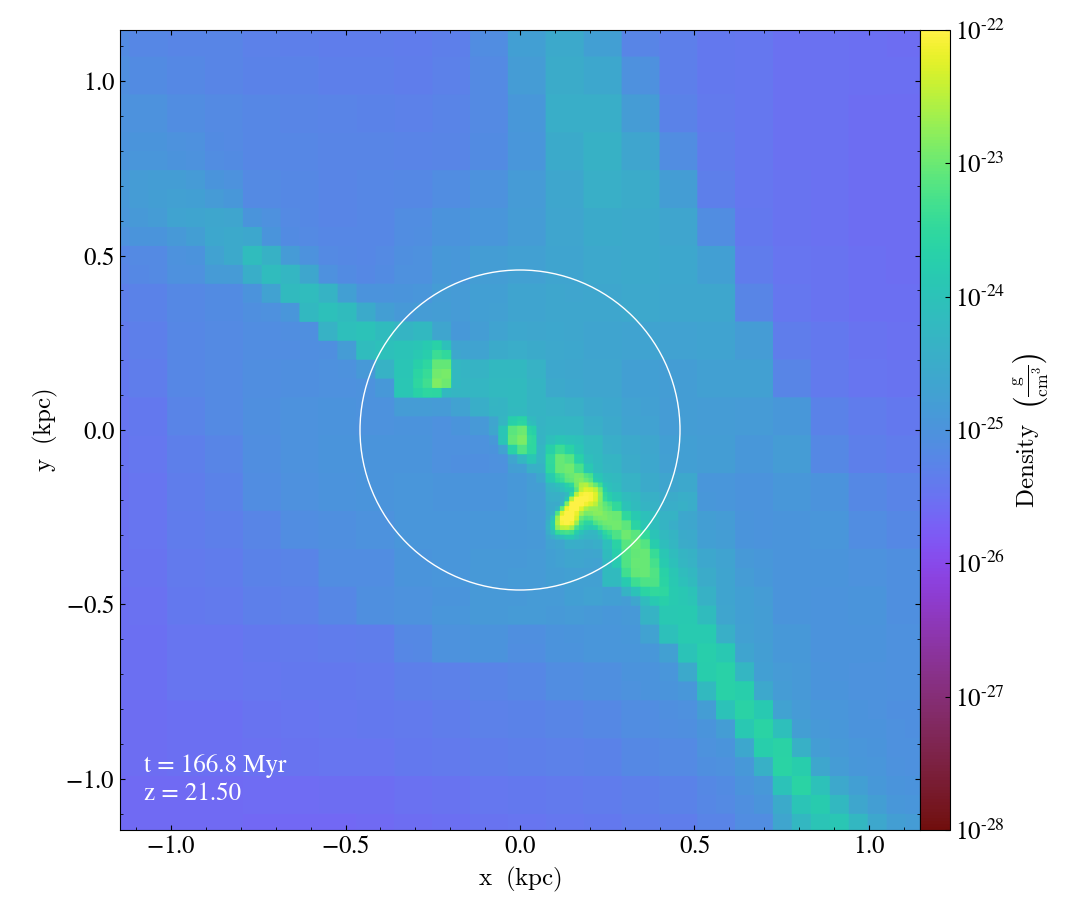 1.0
0.5
0.0
−0.5
−1.0
y (kpc)
t = 166.8 Myr
z = 21.50
−1.0 −0.5 0.0 0.5 1.0
x (kpc)
10-22
10-23
10-24
10-25
10-26
10-27
10-28
Density (g/cm3)